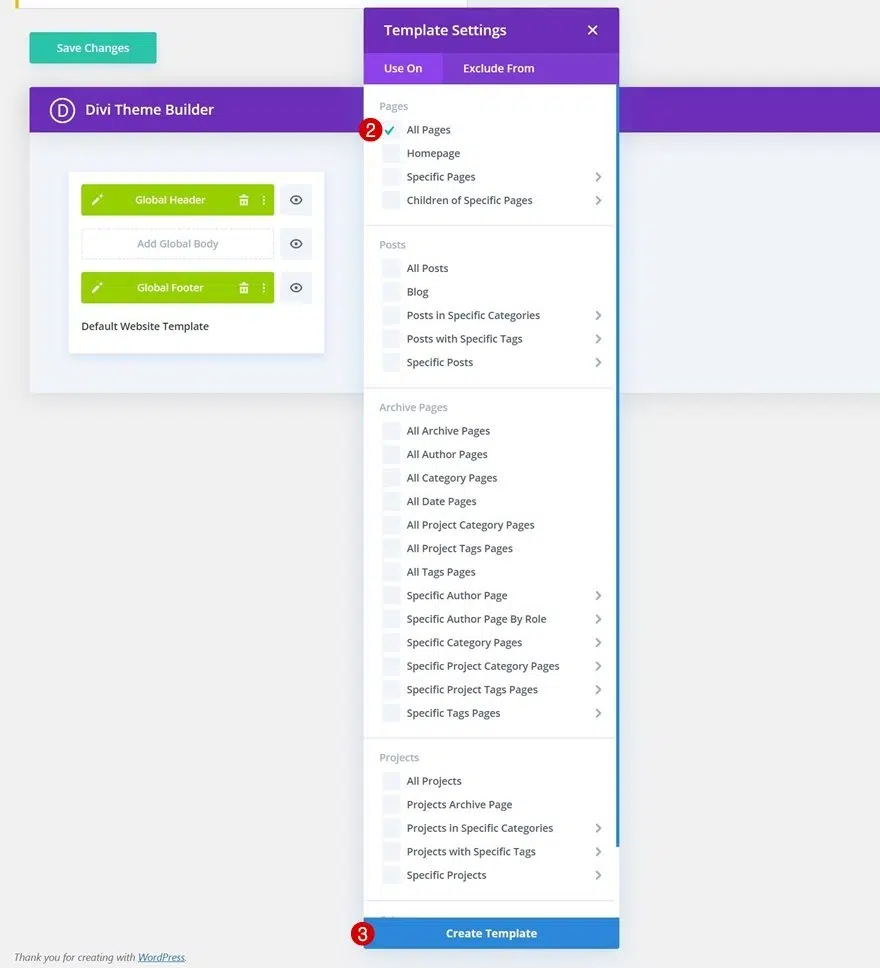 Save Changes
Divi Theme Builder
Global Header
Add Global Body
Global Footer
Default Website Template
Template Settings
Use On
Exclude From
Pages
2
All Pages
Homepage
Specific Pages
Children of Specific Pages
Posts
All Posts
Blog
Posts in Specific Categories
Posts with Specific Tags
Specific Posts
Archive Pages
All Archive Pages
All Author Pages
All Category Pages
All Date Pages
All Project Category Pages
All Project Tags Pages
All Tags Pages
Specific Author Page
Specific Author Page By Role
Specific Category Pages
Specific Project Category Pages
Specific Project Tags Pages
Specific Tags Pages
Projects
All Projects
Projects Archive Page
Projects in Specific Categories
Projects with Specific Tags
Specific Projects
3
Create Template
Thank you for creating with WordPress.